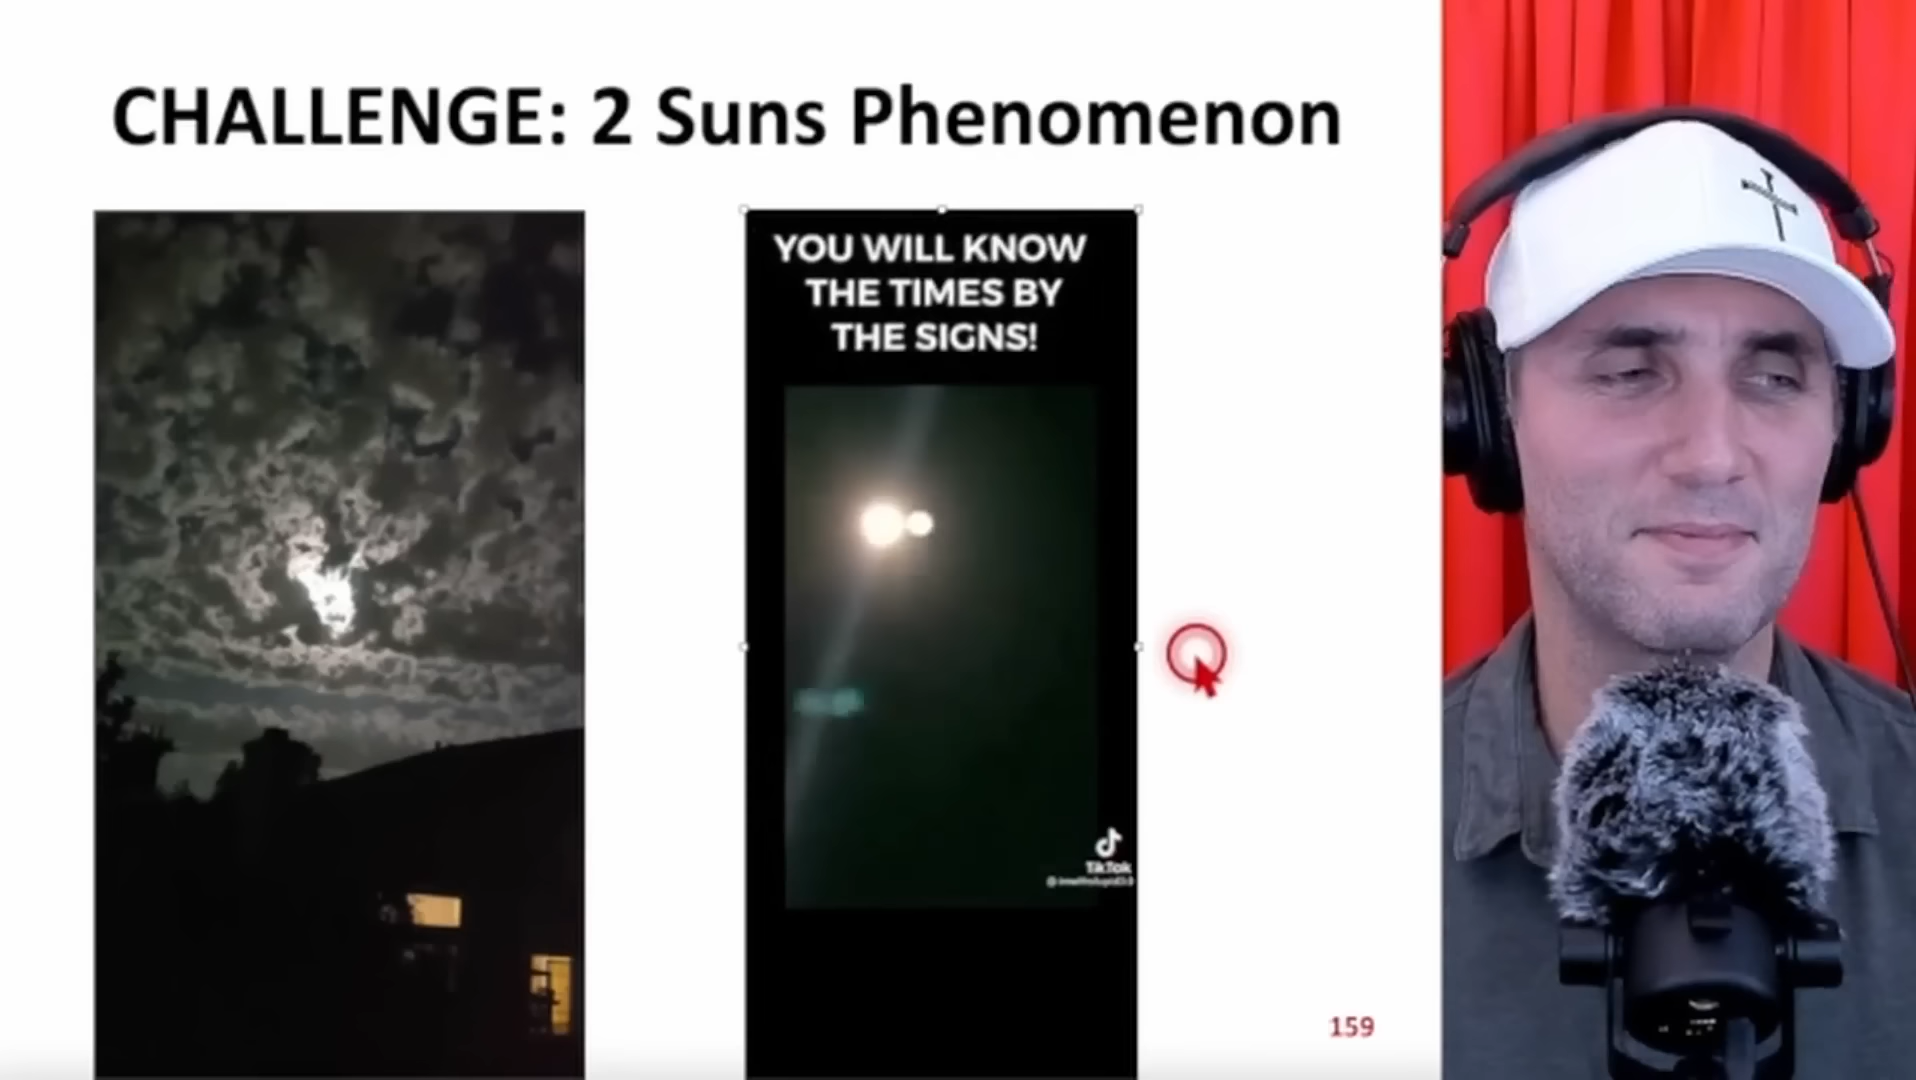 CHALLENGE: 2 Suns Phenomenon
YOU WILL KNOW
THE TIMES BY
THE SIGNS!
TikTok
159